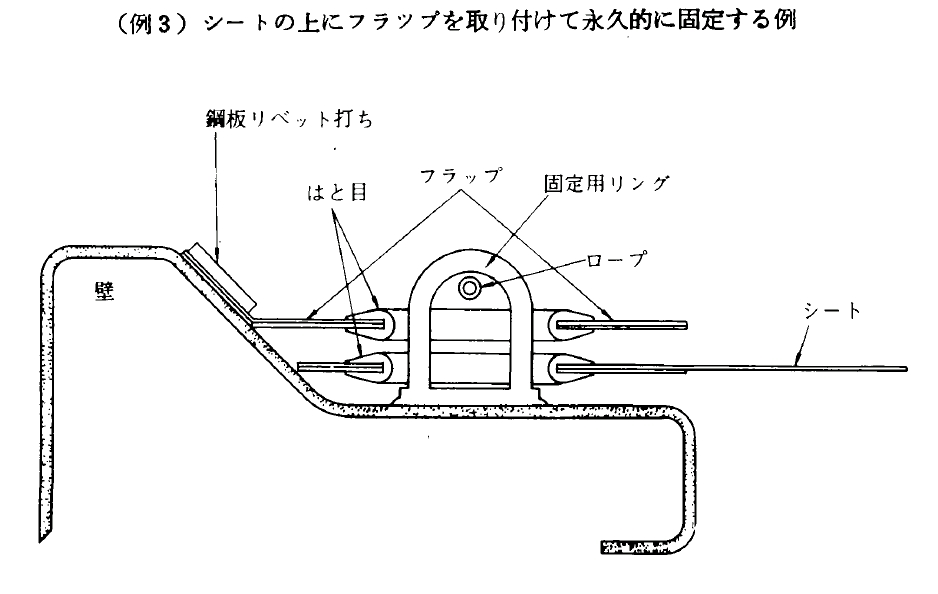 (例3) シートの上にフラップを取り付けて永久的に固定する例
鋼板リベット打ち
はと目
フラップ
固定用リング
ロープ
壁
シート